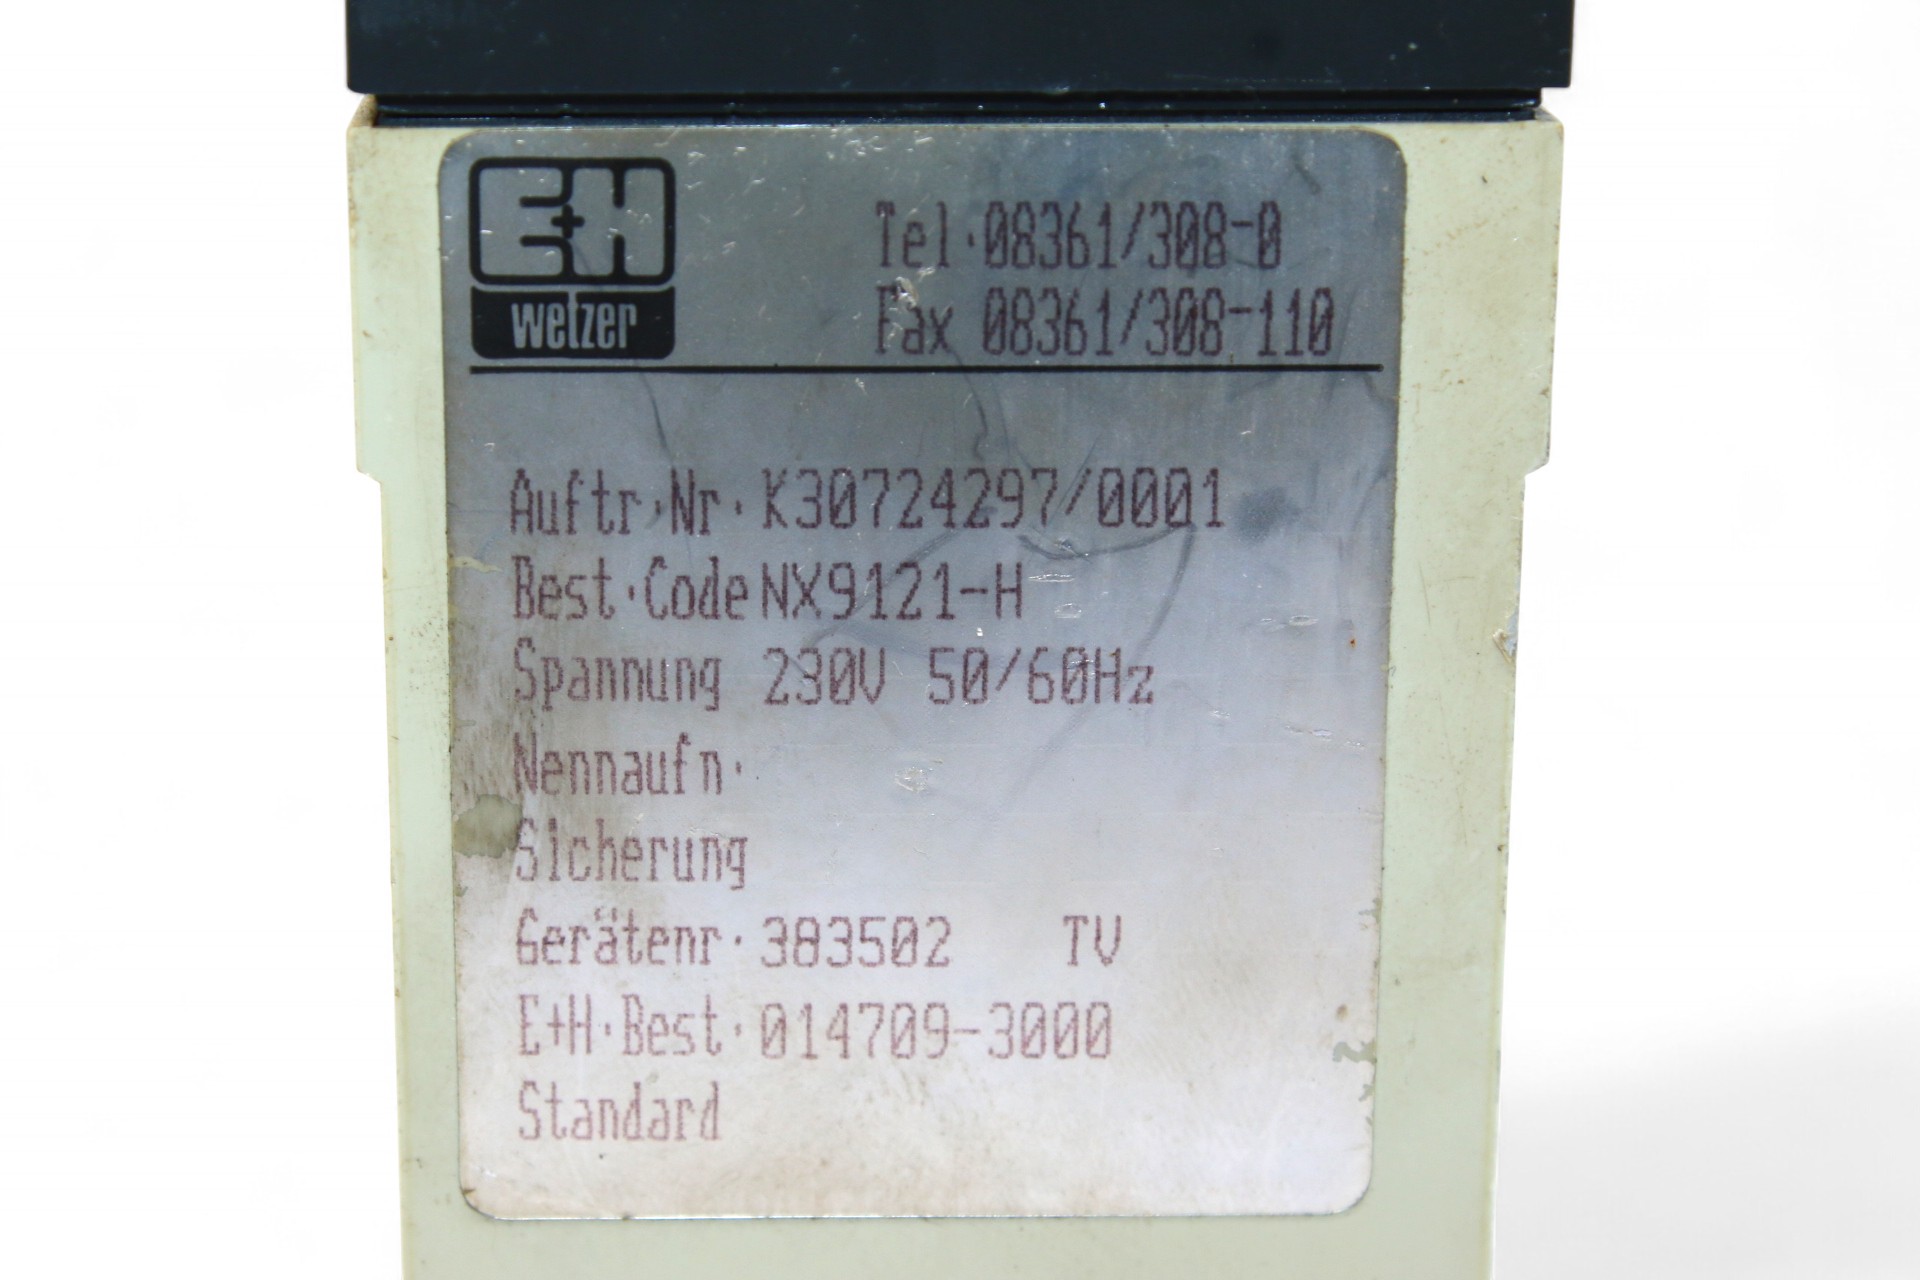 E+H
wetzer
Tel. 08361/308-0
Fax 08361/308-110
Auftr.Nr. K30724297/0001
Best.Code NX9121-H
Spannung 230V 50/60Hz
Nennaufn.
Sicherung
Gerätenr. 383502 TV
E+H.Best. 014709-3000
Standard